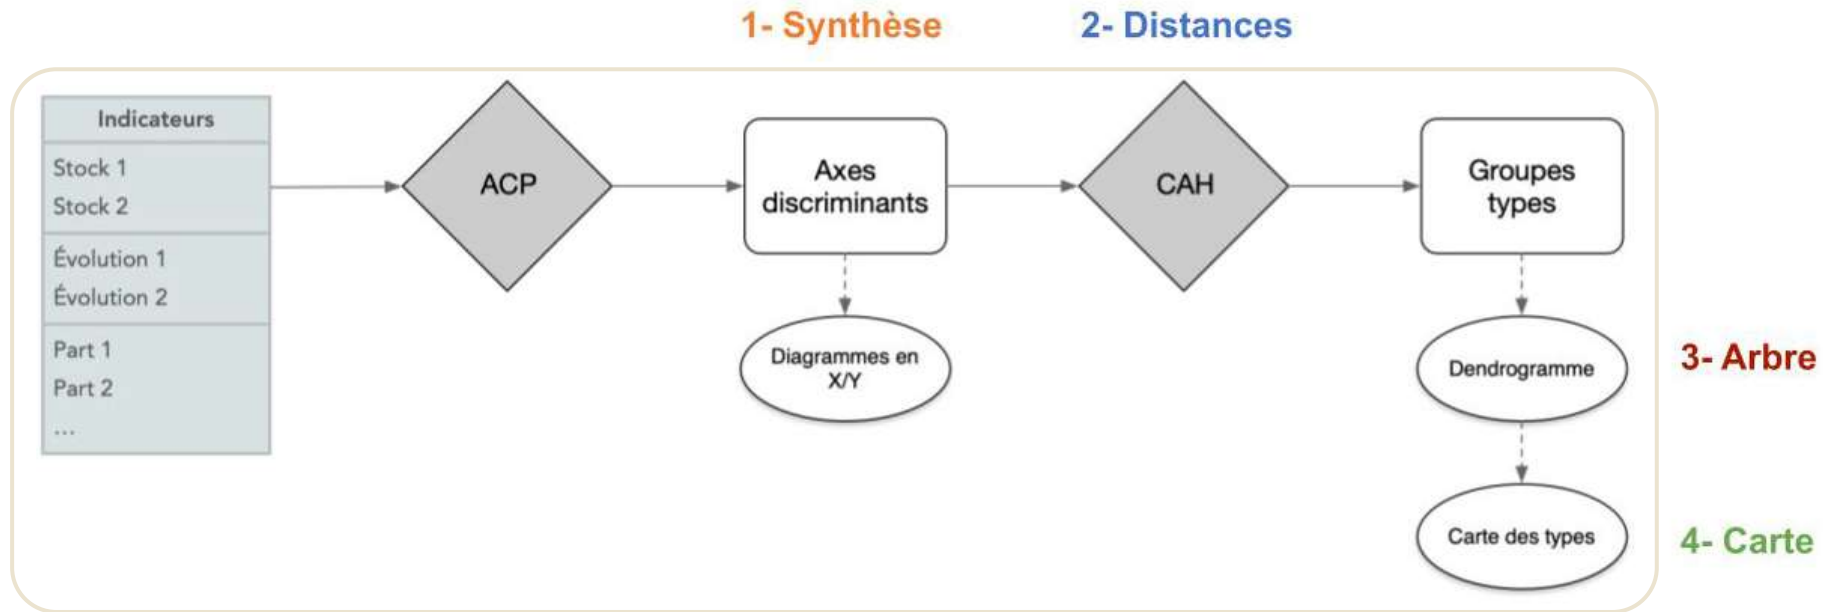 1- Synthèse
2- Distances
Indicateurs
Stock 1
Stock 2
Évolution 1
Évolution 2
Part 1
Part 2
...
ACP
Axes
discriminants
CAH
Groupes
types
Diagrammes en
X/Y
Dendrogramme
3- Arbre
Carte des types
4- Carte